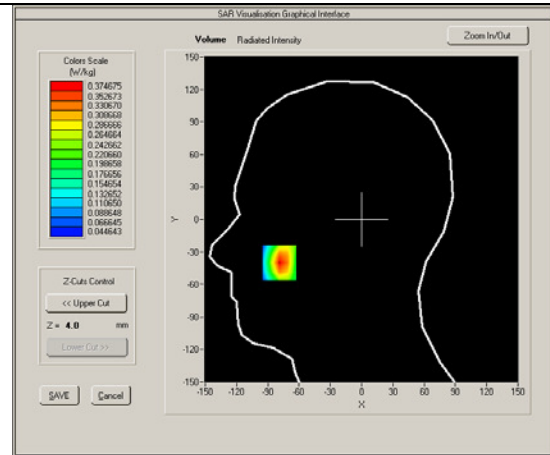 SAR Visualisation Graphical Interface
Volume Radiated Intensity
Zoom In/Out
Colors Scale
(W/kg)
0.374675
0.352673
0.330670
0.308668
0.286666
0.264664
0.242662
0.220660
0.198658
0.176656
0.154654
0.132652
0.110650
0.088648
0.066645
0.044643
Z-Cuts Control
<< Upper Cut
Z = 4.0 mm
Lower Cut >>
SAVE Cancel
150
120
90
60
30
0
-30
-60
-90
-120
-150
Y
-150 -120 -90 -60 -30 0 30 60 90 120 150
X